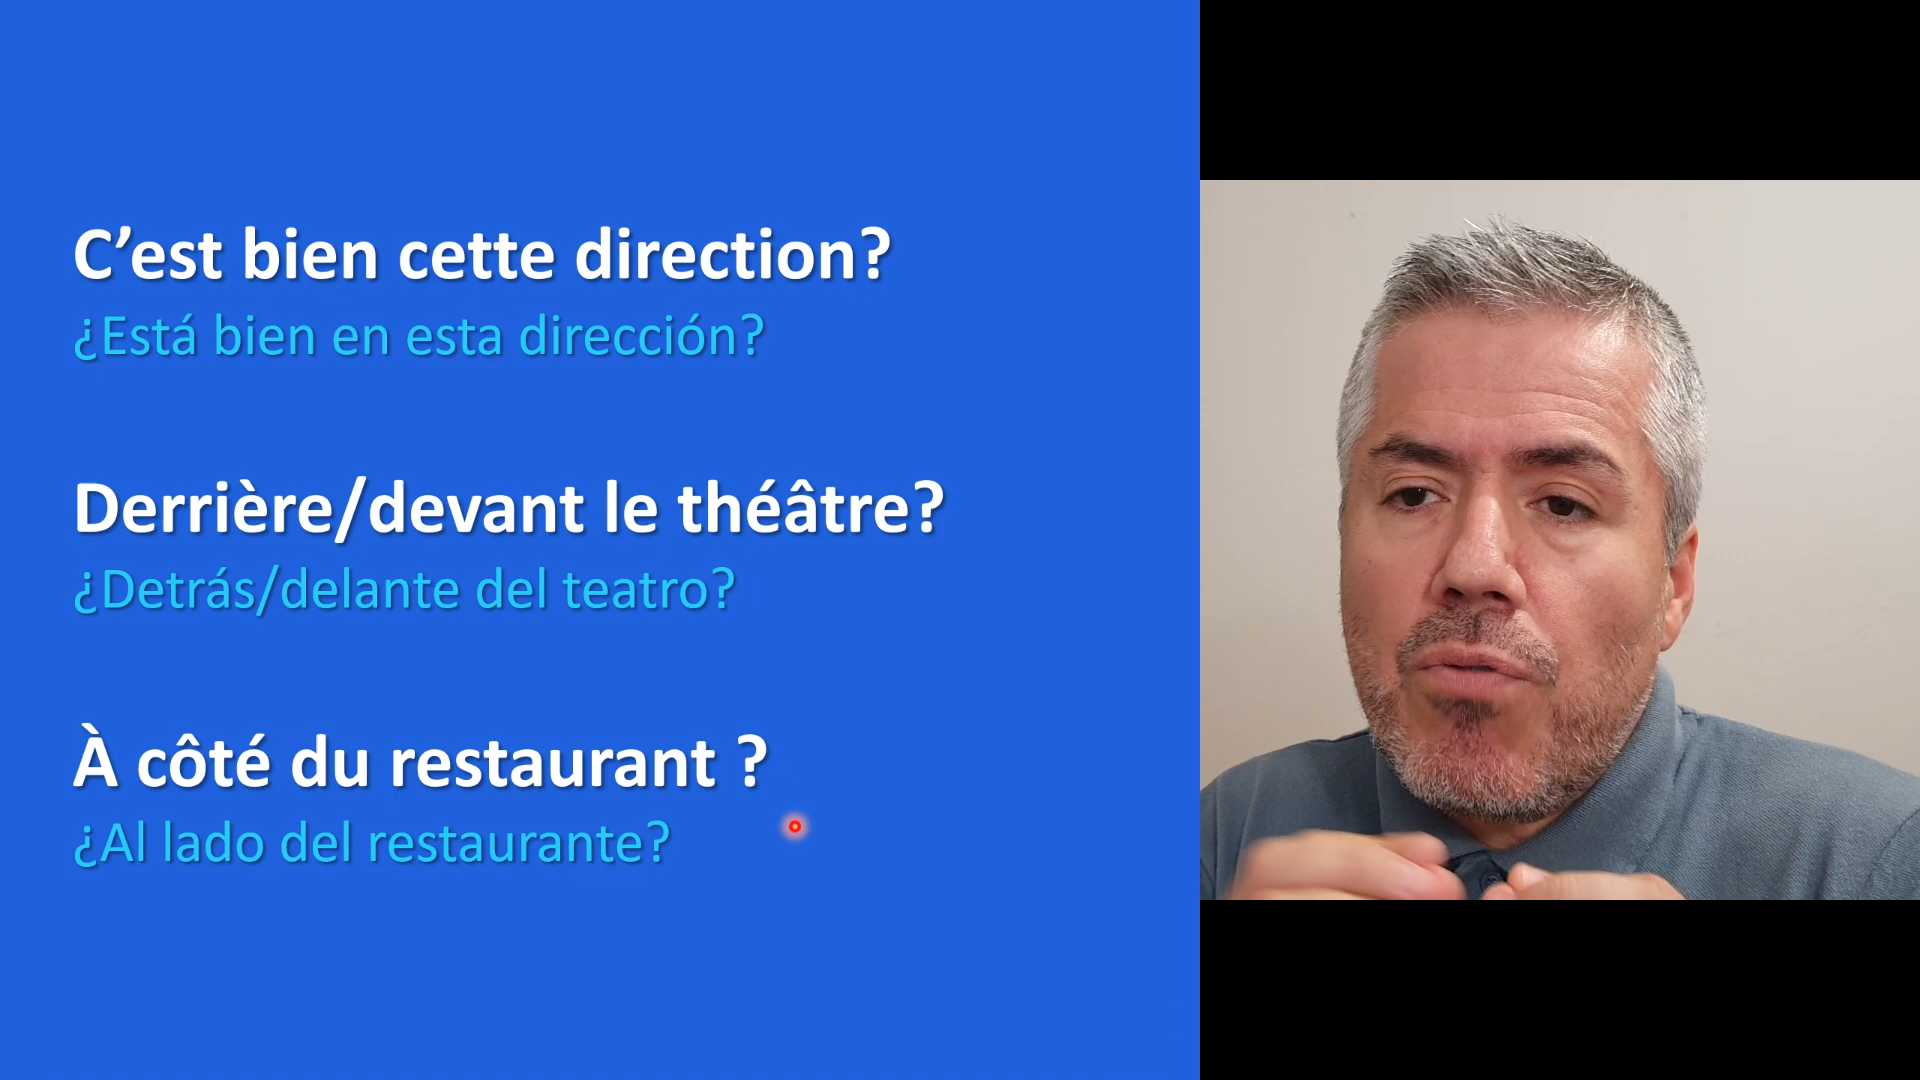 C’est bien cette direction?
¿Está bien en esta dirección?
Derrière/devant le théâtre?
¿Detrás/delante del teatro?
À côté du restaurant ?
¿Al lado del restaurante?